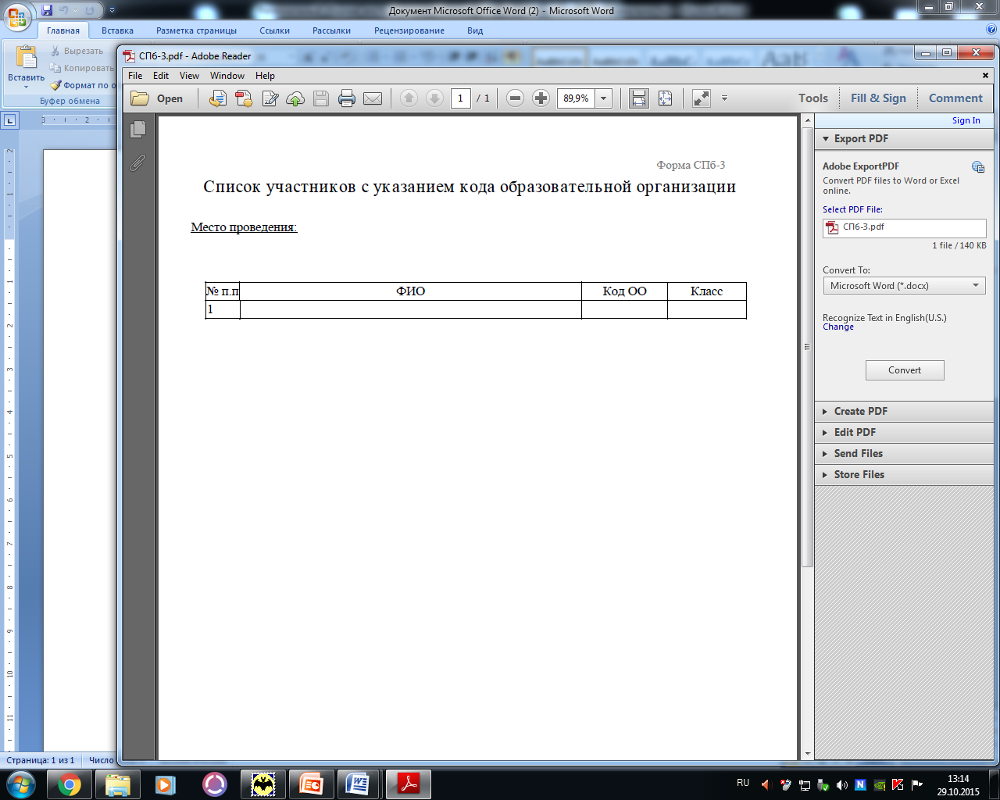 Документ Microsoft Office Word (2) - Microsoft Word
Главная Вставка Разметка страницы Ссылки Рассылки Рецензирование Вид
Вставить
Вырезать
Копировать
Формат по о
Буфер обмена
СПб-3.pdf - Adobe Reader
File Edit View Window Help
Open 1 / 1 89,9% Tools Fill & Sign Comment
Sign In
Форма СПб-3
Список участников с указанием кода образовательной организации
Место проведения:
№ п.п ФИО Код ОО Класс
1
Export PDF
Adobe ExportPDF
Convert PDF files to Word or Excel
online.
Select PDF File:
СПб-3.pdf
1 file / 140 KB
Convert To:
Microsoft Word (*.docx)
Recognize Text in English(U.S.)
Change
Convert
Create PDF
Edit PDF
Send Files
Store Files
Страница: 1 из 1 Число
RU
13:14
29.10.2015